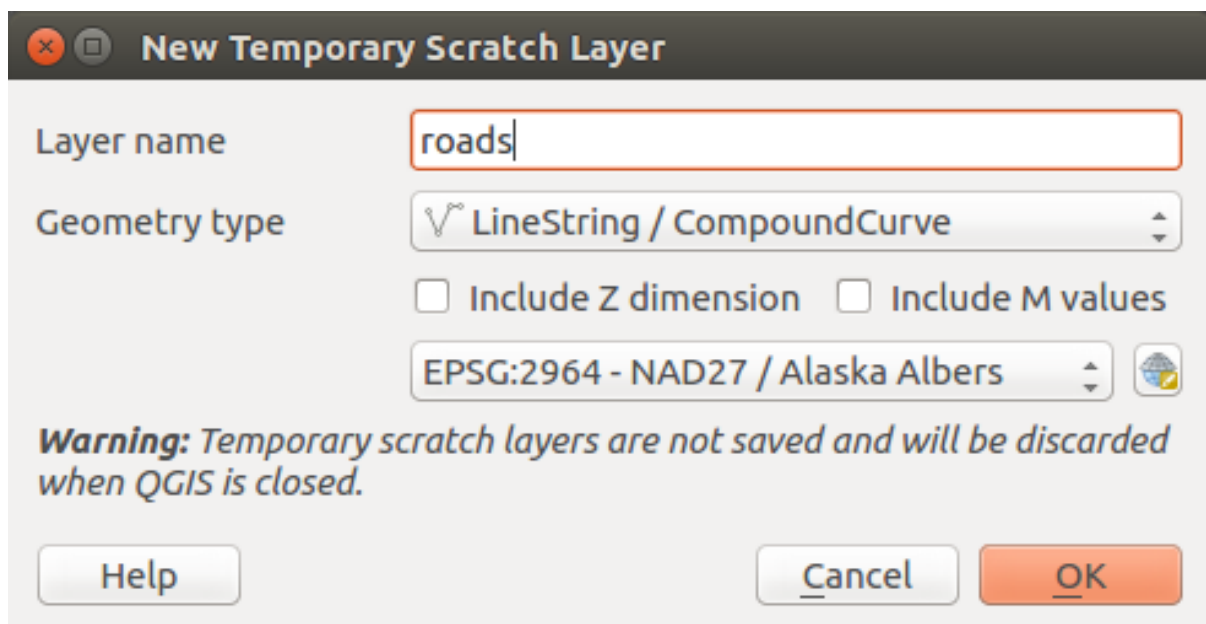 New Temporary Scratch Layer
Layer name
roads
Geometry type
LineString / CompoundCurve
Include Z dimension
Include M values
EPSG:2964 - NAD27 / Alaska Albers
Warning: Temporary scratch layers are not saved and will be discarded
when QGIS is closed.
Help
Cancel
OK